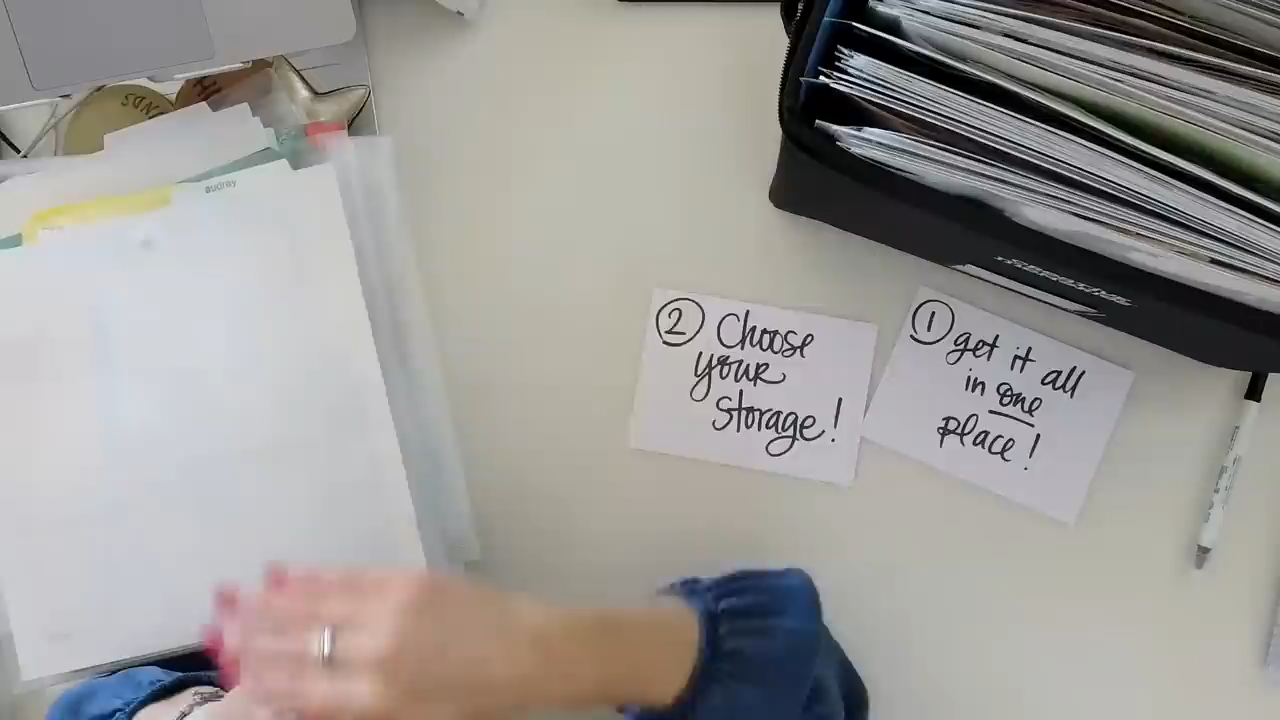 audrey
② Choose
your
storage!
① get it all
in one
place!